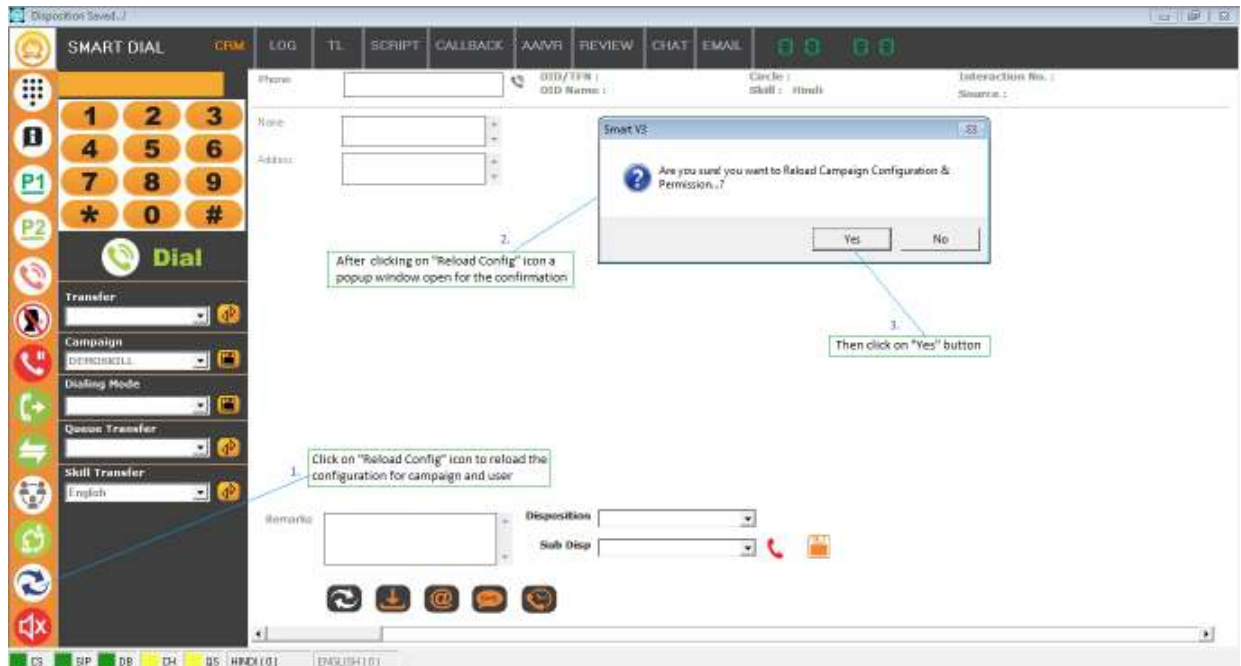 Disposition Saved../
SMART DIAL
CRM
LOG
TL
SCRIPT
CALLBACK
AAIVR
REVIEW
CHAT
EMAIL
Phone
DID/TFN :
DID Name :
Circle :
Skill : Hindi
Interaction No. :
Source :
1 2 3
4 5 6
7 8 9
* 0 #
P1
P2
Dial
Name
Address
Smart V3
Are you sure! you want to Reload Campaign Configuration &
Permission...?
Yes
No
2.
After clicking on "Reload Config" icon a
popup window open for the confirmation
3.
Then click on "Yes" button
Transfer
Campaign
DEMOSKILL
Dialing Mode
Queue Transfer
Skill Transfer
English
1.
Click on "Reload Config" icon to reload the
configuration for campaign and user
Remarks
Disposition
Sub Disp
CS
SIP
DB
CH
QS
HINDI ( 0 )
ENGLISH ( 0 )